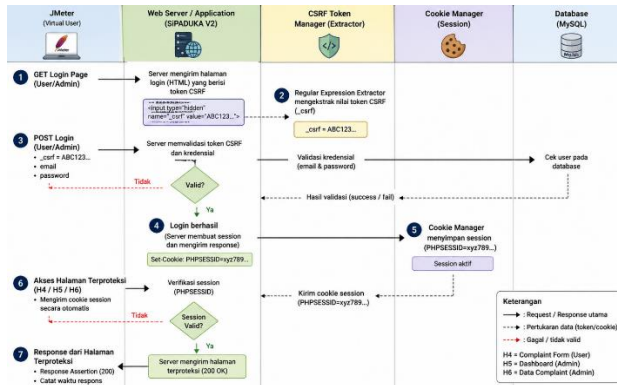 JMeter
(Virtual User)
Web Server / Application
(SiPADUKA V2)
CSRF Token
Manager (Extractor)
Cookie Manager
(Session)
Database
(MySQL)
1
GET Login Page
(User/Admin)
Server mengirim halaman
login (HTML) yang berisi
token CSRF
<input type="hidden"
name="_csrf" value="ABC123...">
2
Regular Expression Extractor
mengekstrak nilai token CSRF
(_csrf)
_csrf = ABC123...
3
POST Login
(User/Admin)
• _csrf = ABC123...
• email
• password
Server memvalidasi token CSRF
dan kredensial
Validasi kredensial
(email & password)
Cek user pada
database
Tidak
Valid?
Hasil validasi (success / fail)
Ya
4
Login berhasil
(Server membuat session
dan mengirim response)
Set-Cookie: PHPSESSID=xyz789...
5
Cookie Manager
menyimpan session
(PHPSESSID=xyz789...)
Session aktif
6
Akses Halaman Terproteksi
(H4 / H5 / H6)
• Mengirim cookie session
secara otomatis
Verifikasi session
(PHPSESSID)
Kirim cookie session
(PHPSESSID=xyz789...)
Tidak
Session
Valid?
Ya
7
Response dari Halaman
Terproteksi
• Response Assertion (200)
• Catat waktu respons
Server mengirim halaman
terproteksi (200 OK)
Keterangan
: Request / Response utama
: Pertukaran data (token/cookie)
: Gagal / tidak valid
H4 = Complaint Form (User)
H5 = Dashboard (Admin)
H6 = Data Complaint (Admin)